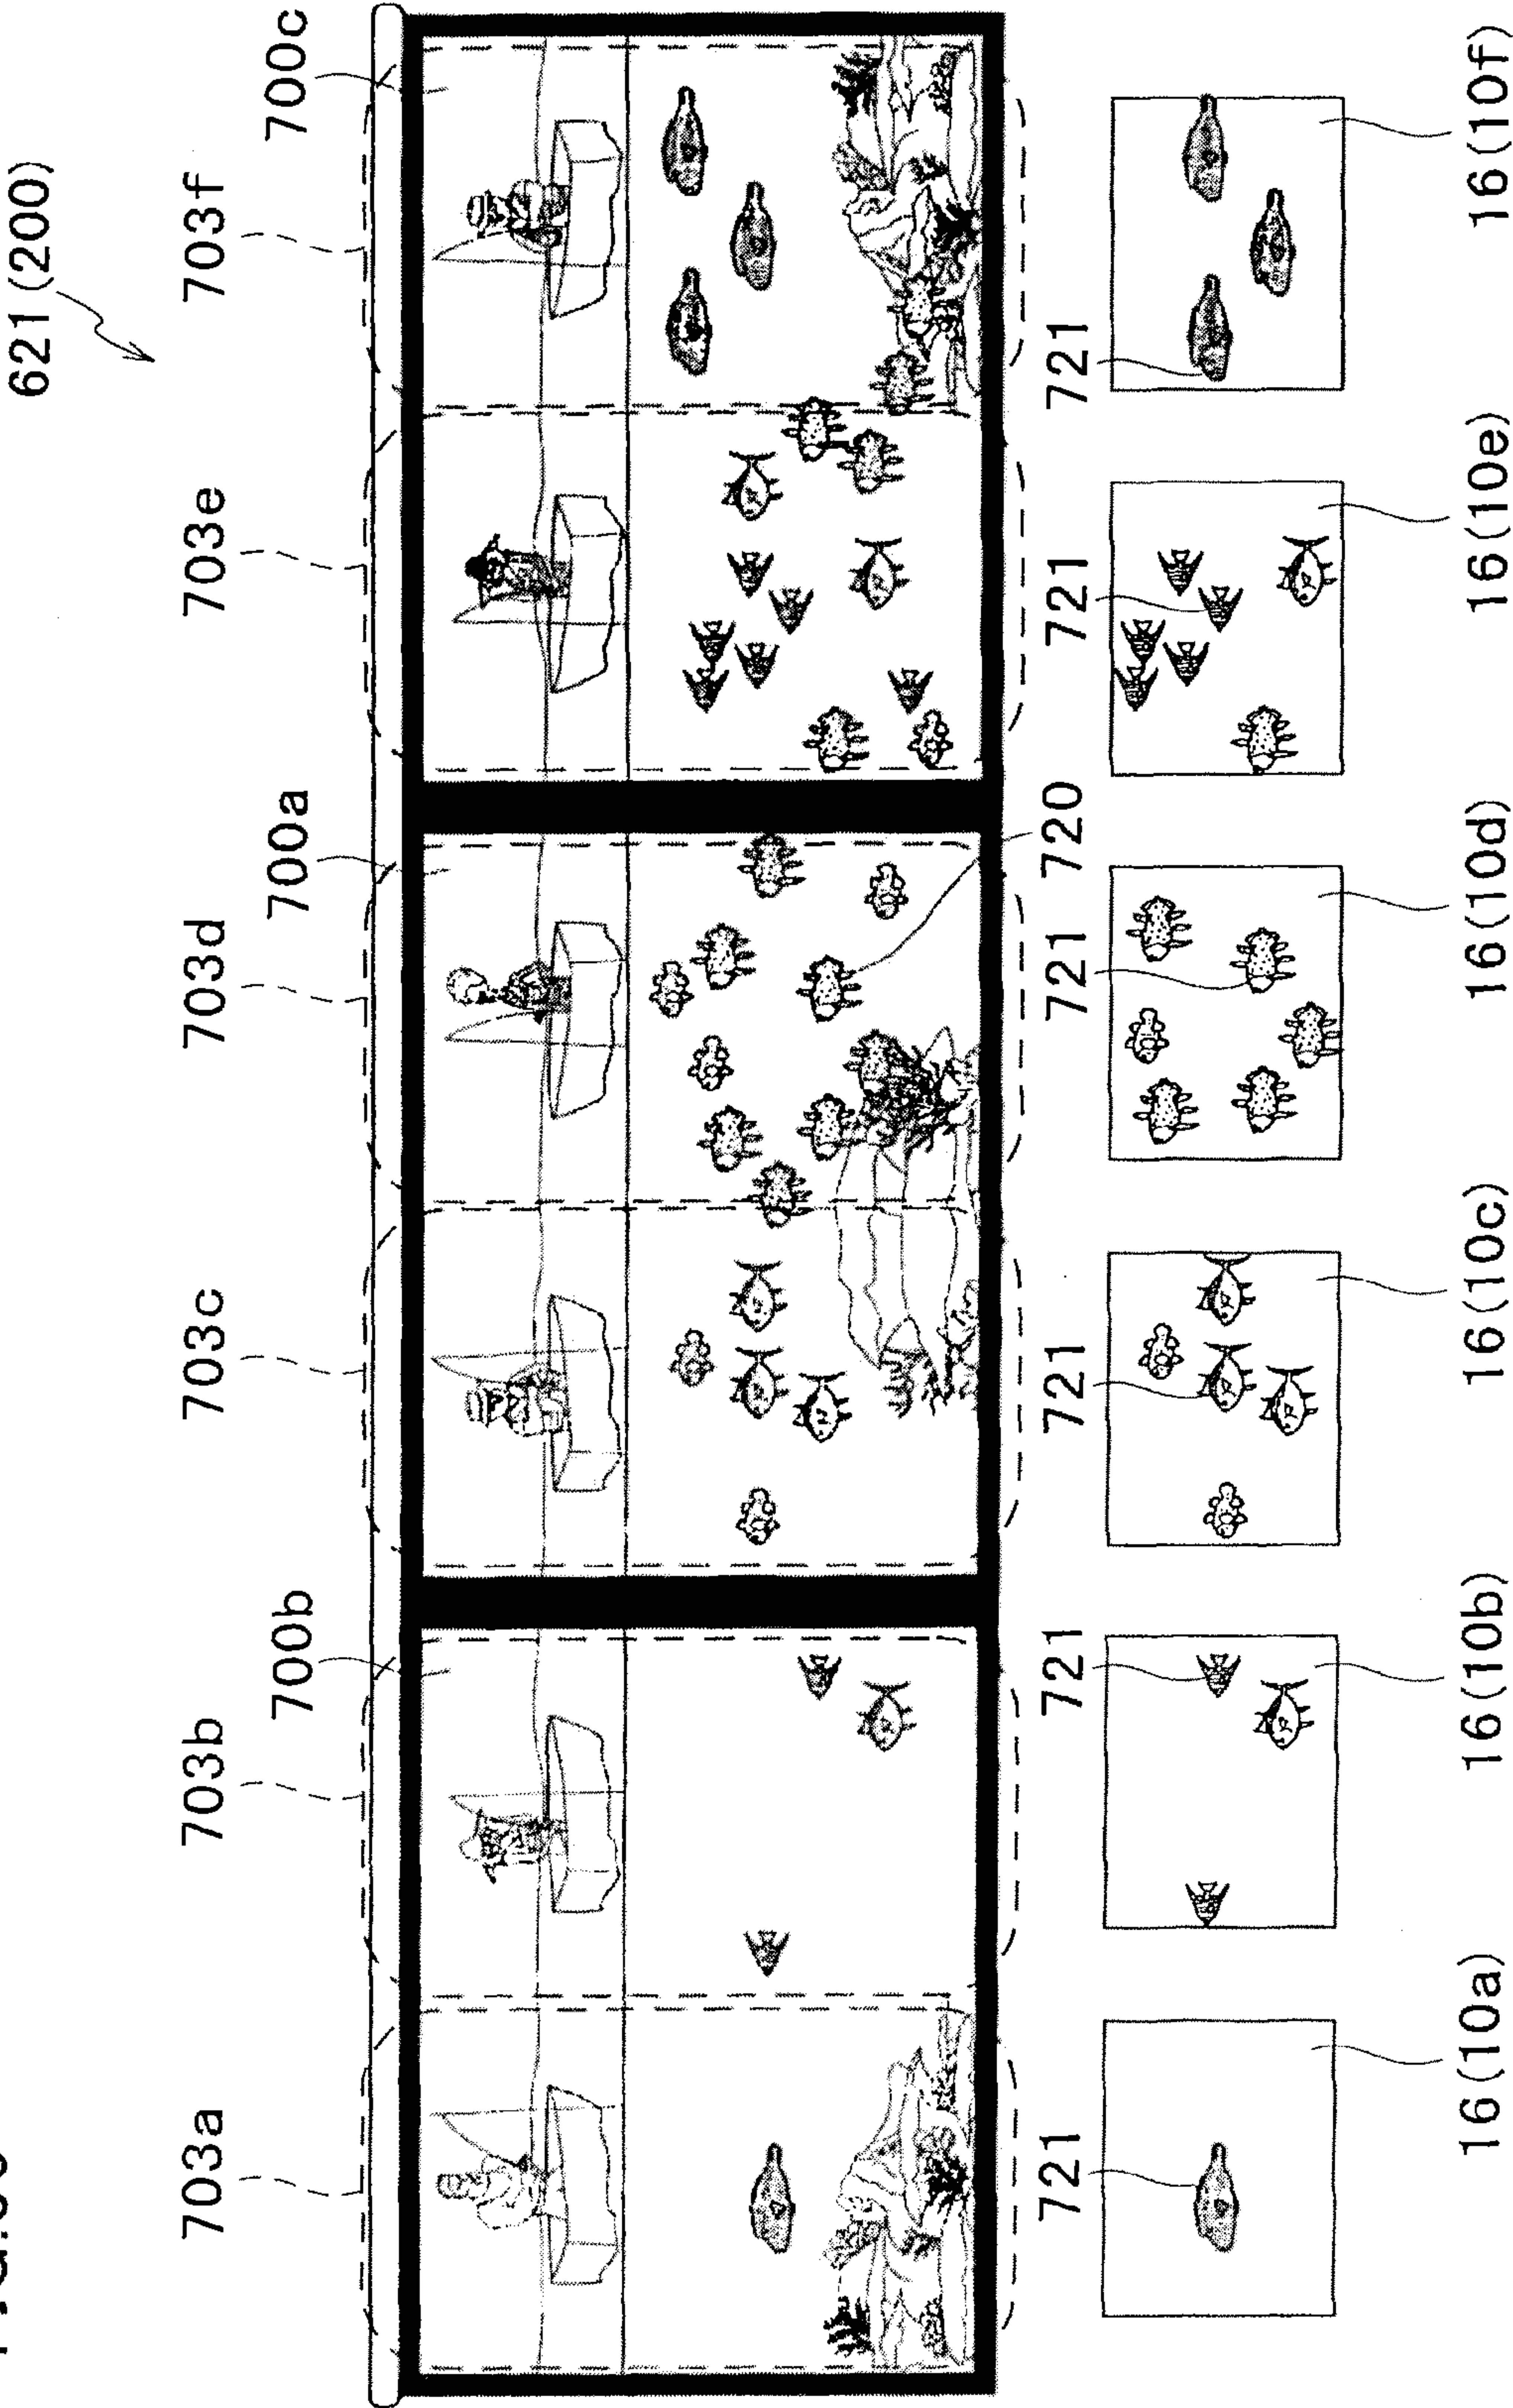 621(200)
703a 703b 703c 703d 703e 703f
700b 700a 700c
721 721 721 721 720 721 721
16(10a) 16(10b) 16(10c) 16(10d) 16(10e) 16(10f)